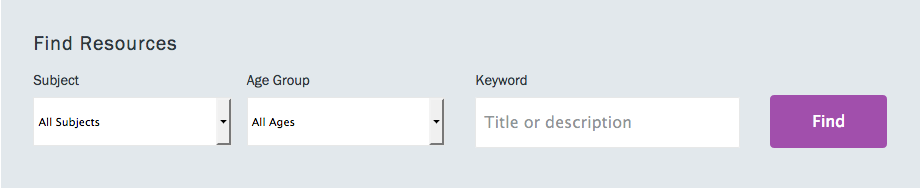 Find Resources
Subject Age Group Keyword
All Subjects All Ages Title or description Find